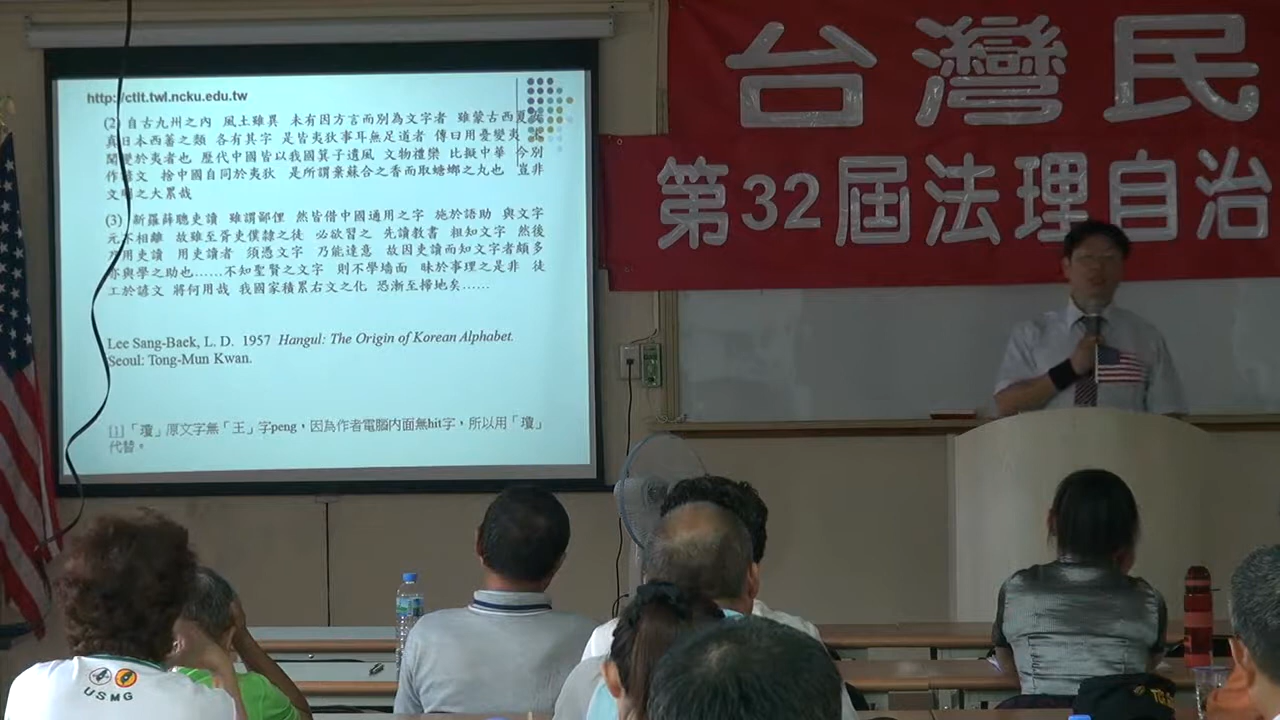 http://ctlt.twl.ncku.edu.tw
(2) 自古九州之內 風土雖異 未有因方言而別為文字者 雖蒙古西夏
真日本西蕃之類 各有其字 是皆夷狄事耳無足道者 傳曰用夏變夷
聞變於夷者也 歷代中國皆以我國箕子遺風 文物禮樂 比擬中華 今別
作諺文 捨中國自同於夷狄 是所謂棄蘇合之香而取螗螂之丸也 豈非
文明之大累哉
(3) 新羅薛聰吏讀 雖謂鄙俚 然皆借中國通用之字 施於語助 與文字
元不相離 故雖至胥吏僕隸之徒 必欲習之 先讀數書 粗知文字 然後
乃用吏讀 用吏讀者 須憑文字 乃能達意 故因吏讀而知文字者頗多
亦興學之助也……不知聖賢之文字 則不學墻面 昧於事理之是非 徒
工於諺文 將何用哉 我國家積累右文之化 恐漸至掃地矣……
Lee Sang-Baek, L. D. 1957 Hangul: The Origin of Korean Alphabet.
Seoul: Tong-Mun Kwan.
[1]「瓊」原文字無「王」字peng，因為作者電腦內面無hit字，所以用「瓊」
代替。
台灣民
第32屆法理自治
USMG